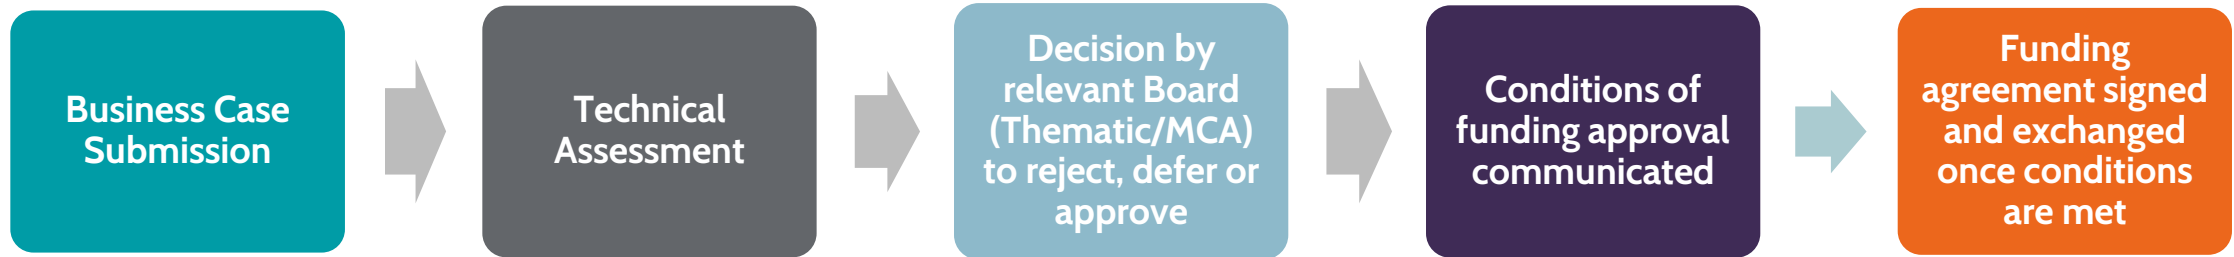 Business Case
Submission
Technical
Assessment
Decision by
relevant Board
(Thematic/MCA)
to reject, defer or
approve
Conditions of
funding approval
communicated
Funding
agreement signed
and exchanged
once conditions
are met